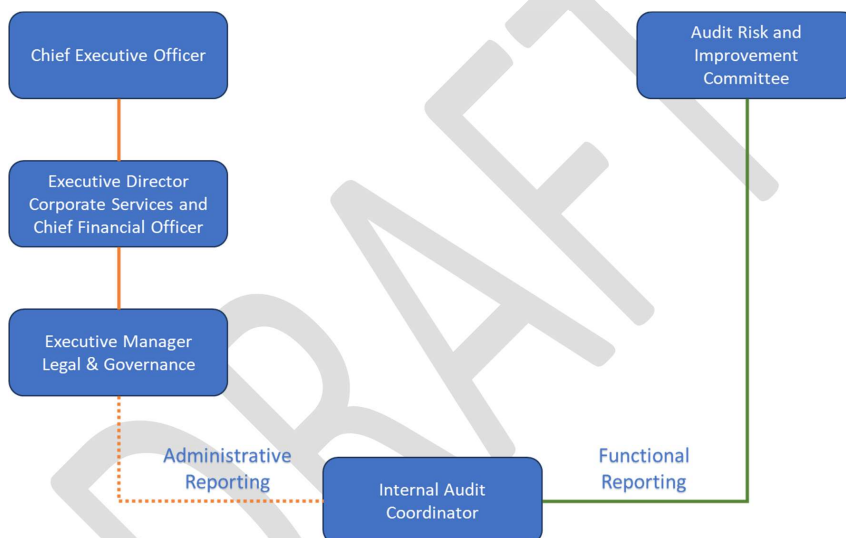 Chief Executive Officer
Audit Risk and
Improvement
Committee
Executive Director
Corporate Services and
Chief Financial Officer
Executive Manager
Legal & Governance
Administrative
Reporting
Functional
Reporting
Internal Audit
Coordinator
DRAFT